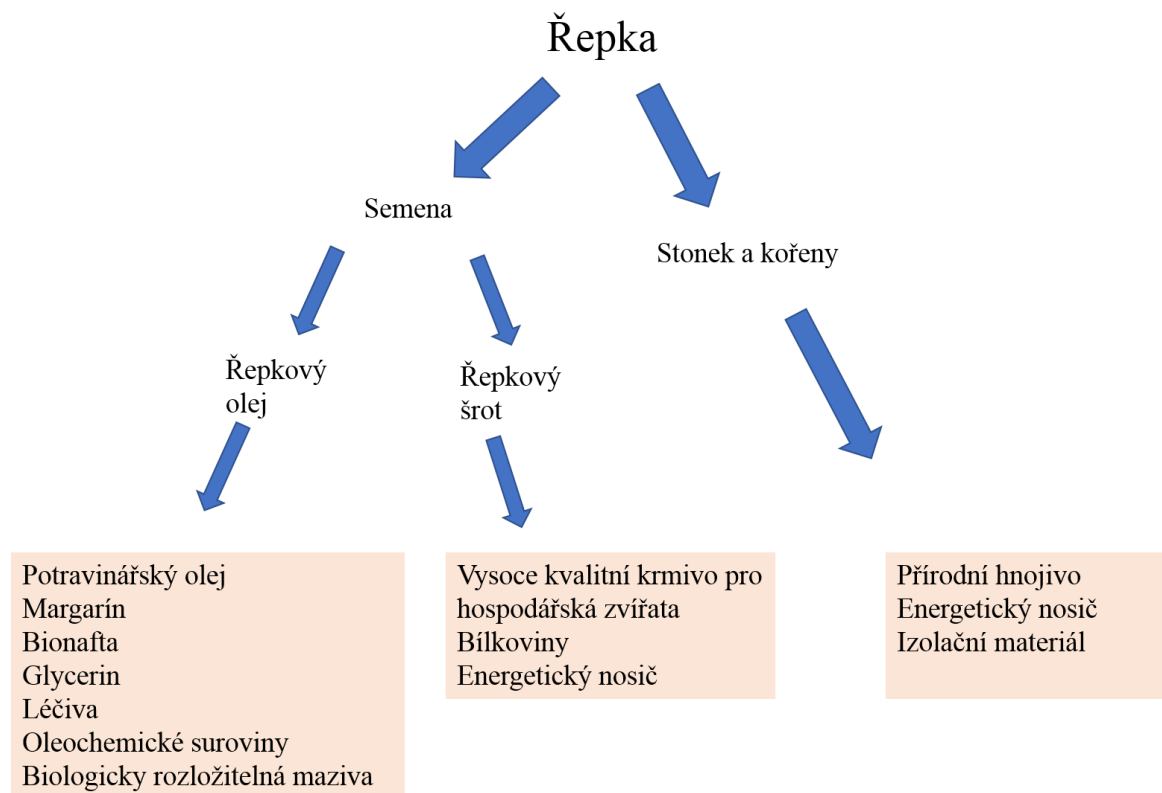 Řepka
Semena
Stonek a kořeny
Řepkový
olej
Řepkový
šrot
Potravinářský olej
Margarín
Bionafta
Glycerin
Léčiva
Oleochemické suroviny
Biologicky rozložitelná maziva
Vysoce kvalitní krmivo pro
hospodářská zvířata
Bílkoviny
Energetický nosič
Přírodní hnojivo
Energetický nosič
Izolační materiál